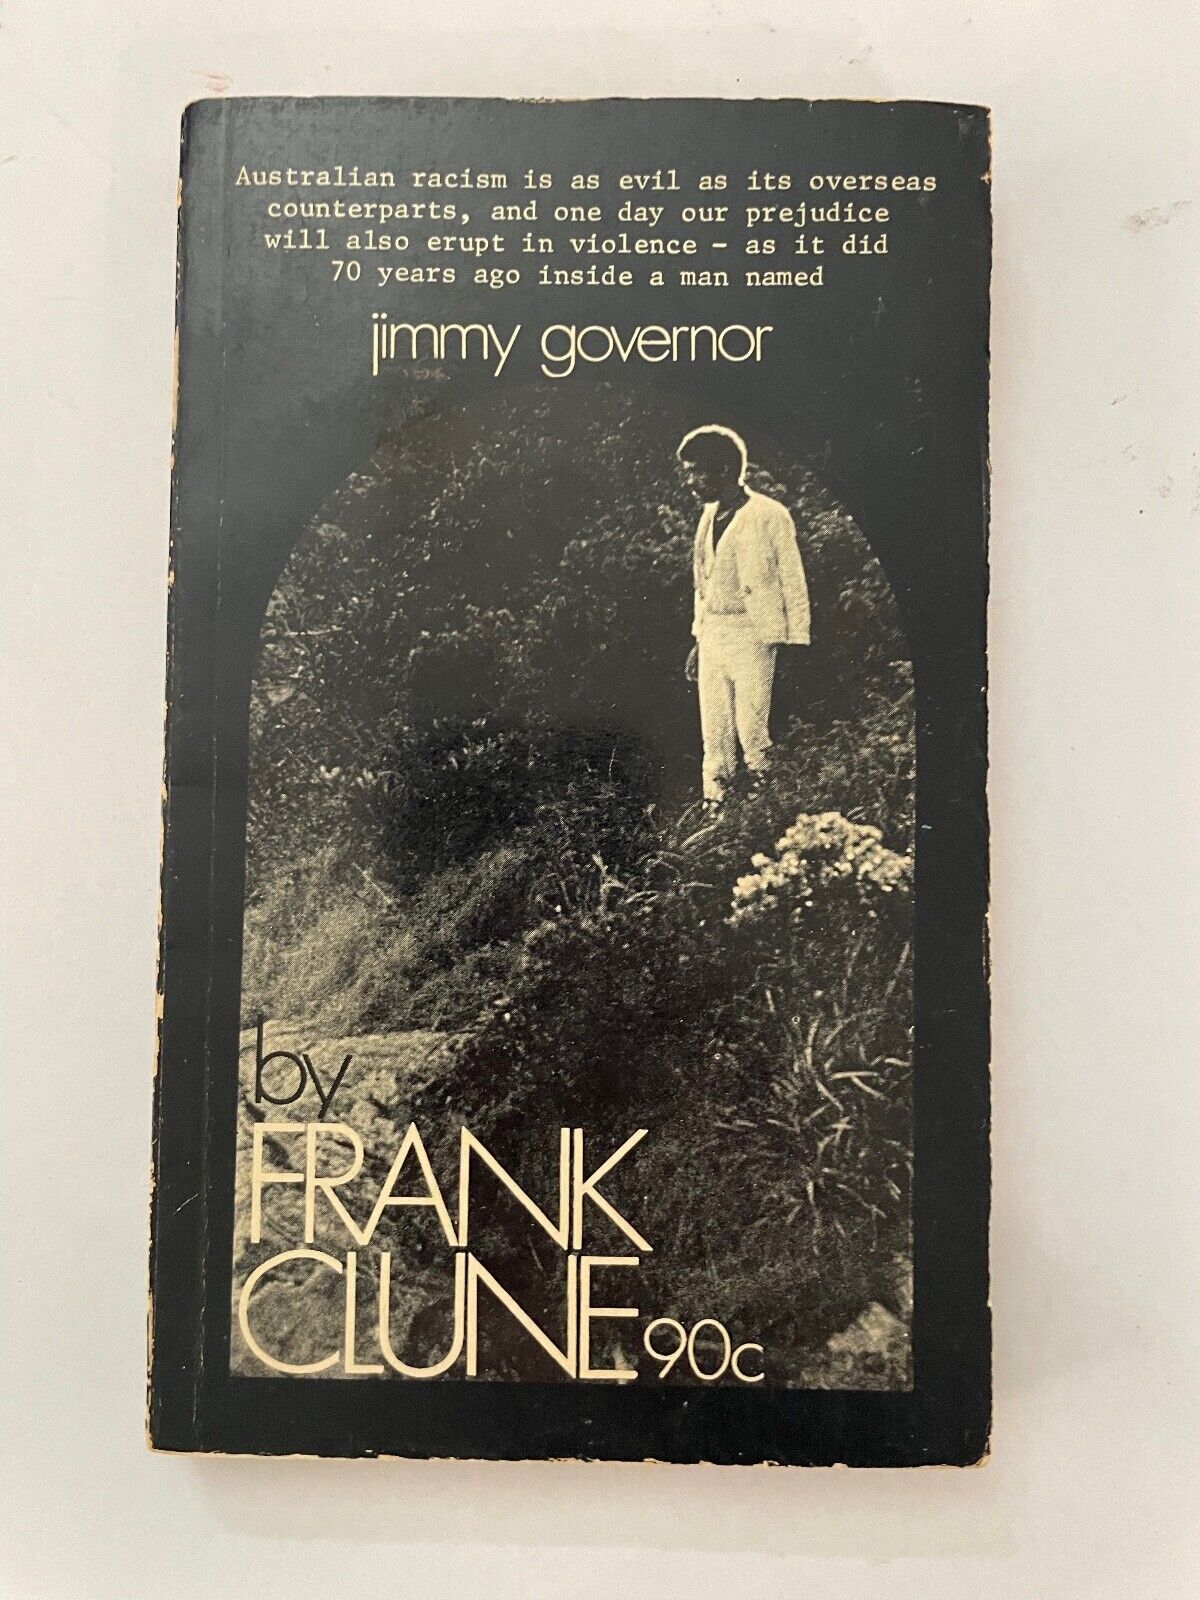 Australian racism is as evil as its overseas
counterparts, and one day our prejudice
will also erupt in violence - as it did
70 years ago inside a man named
jimmy governor
by
FRANK
CLUNE 90c